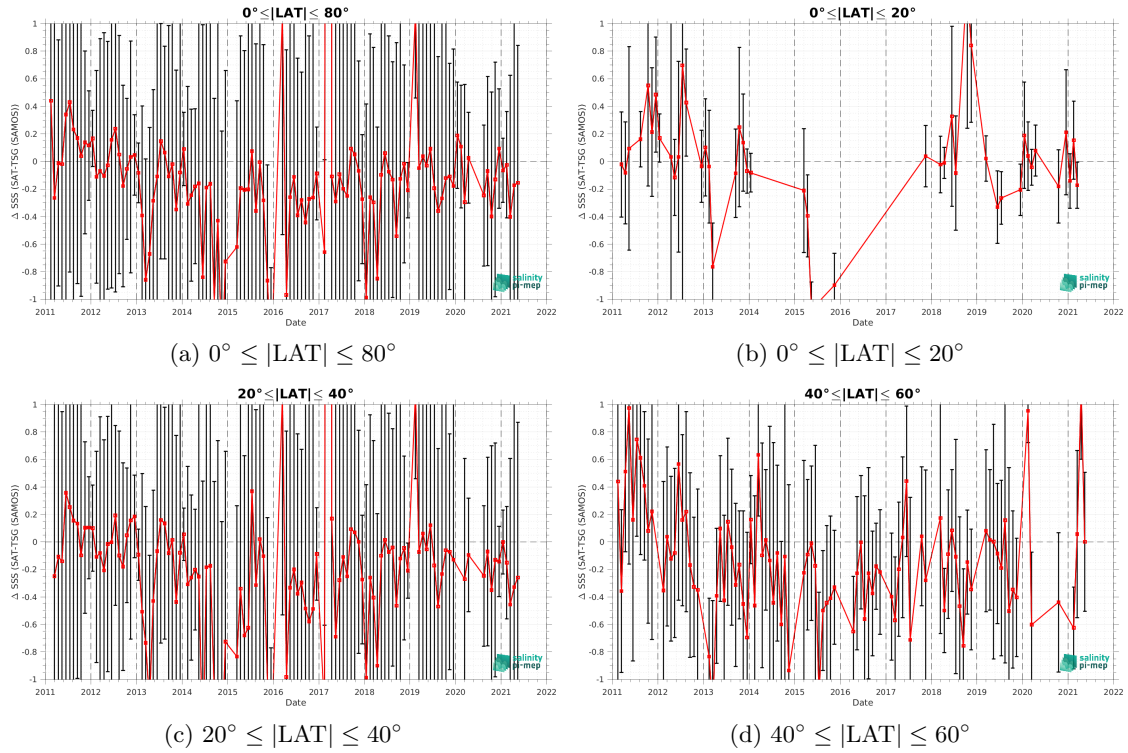 0°≤|LAT|≤ 80°
Δ SSS (SAT-TSG (SAMOS))
1
0.8
0.6
0.4
0.2
0
-0.2
-0.4
-0.6
-0.8
-1
2011 2012 2013 2014 2015 2016 2017 2018 2019 2020 2021 2022
Date
salinity
pi-mep
(a) 0° ≤ |LAT| ≤ 80°
0°≤|LAT|≤ 20°
Δ SSS (SAT-TSG (SAMOS))
1
0.8
0.6
0.4
0.2
0
-0.2
-0.4
-0.6
-0.8
-1
2011 2012 2013 2014 2015 2016 2017 2018 2019 2020 2021 2022
Date
salinity
pi-mep
(b) 0° ≤ |LAT| ≤ 20°
20°≤|LAT|≤ 40°
Δ SSS (SAT-TSG (SAMOS))
1
0.8
0.6
0.4
0.2
0
-0.2
-0.4
-0.6
-0.8
-1
2011 2012 2013 2014 2015 2016 2017 2018 2019 2020 2021 2022
Date
salinity
pi-mep
(c) 20° ≤ |LAT| ≤ 40°
40°≤|LAT|≤ 60°
Δ SSS (SAT-TSG (SAMOS))
1
0.8
0.6
0.4
0.2
0
-0.2
-0.4
-0.6
-0.8
-1
2011 2012 2013 2014 2015 2016 2017 2018 2019 2020 2021 2022
Date
salinity
pi-mep
(d) 40° ≤ |LAT| ≤ 60°